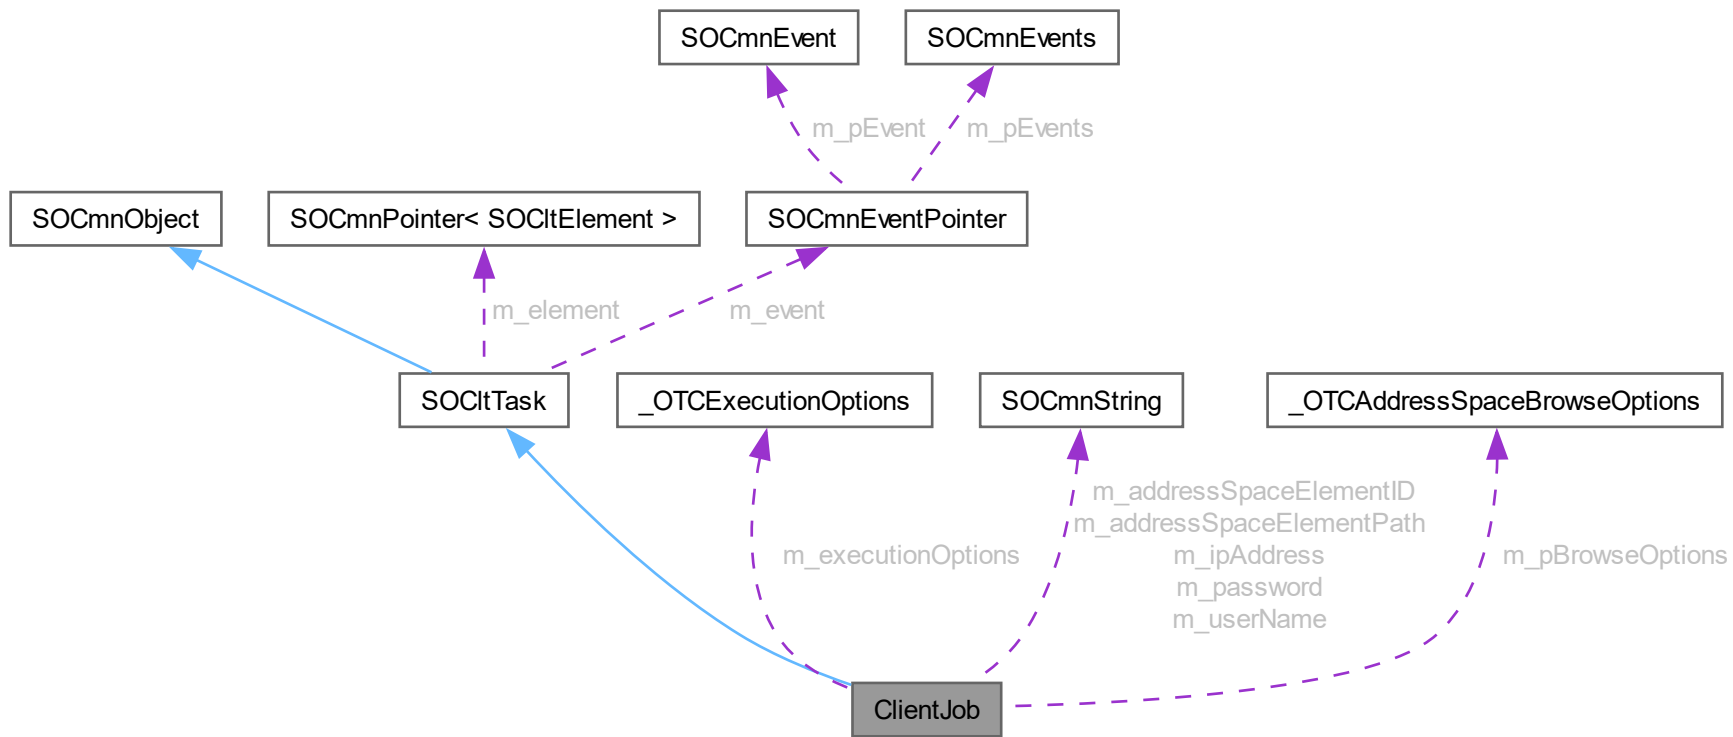 SOCmnEvent
SOCmnEvents
m_pEvent
m_pEvents
SOCmnObject
SOCmnPointer< SOCltElement >
SOCmnEventPointer
m_element
m_event
SOCltTask
_OTCExecutionOptions
SOCmnString
_OTCAddressSpaceBrowseOptions
m_executionOptions
m_addressSpaceElementID
m_addressSpaceElementPath
m_ipAddress
m_password
m_userName
m_pBrowseOptions
ClientJob